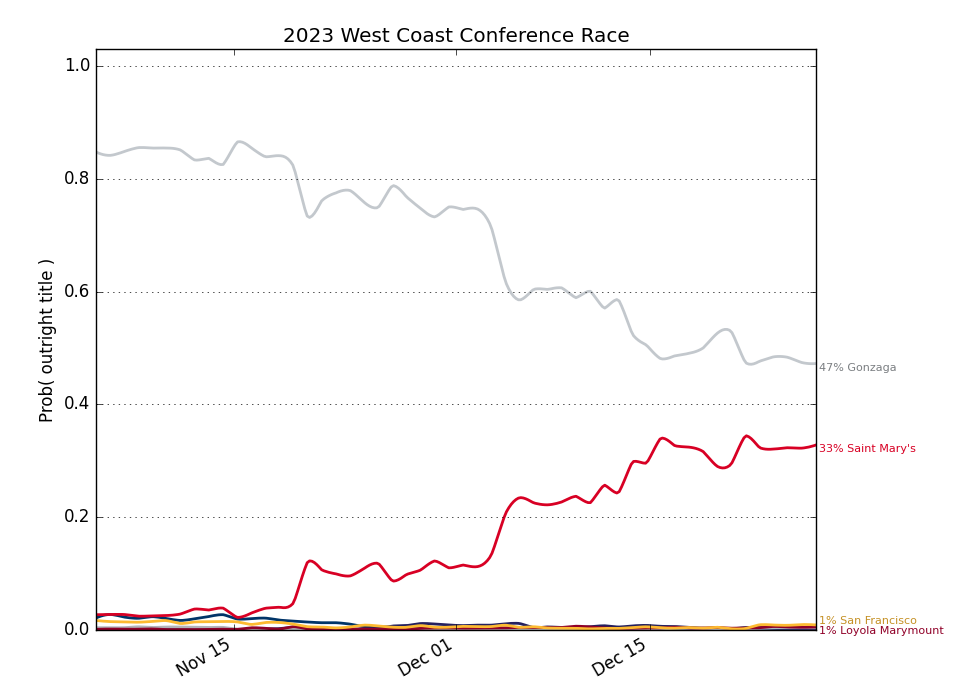 2023 West Coast Conference Race
Prob( outright title )
1.0
0.8
0.6
0.4
0.2
0.0
47% Gonzaga
33% Saint Mary's
1% San Francisco
1% Loyola Marymount
Nov 15
Dec 01
Dec 15